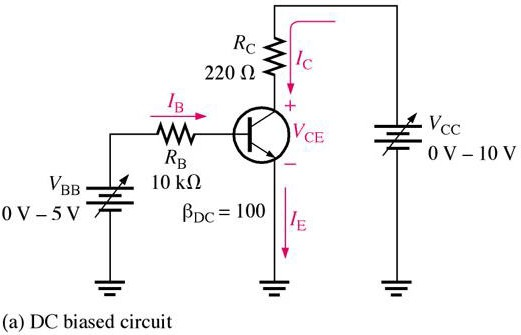 R_C
220 Ω
I_C
I_B
+
V_CE
−
V_CC
0 V – 10 V
R_B
10 kΩ
V_BB
0 V – 5 V
β_DC = 100
I_E
(a) DC biased circuit